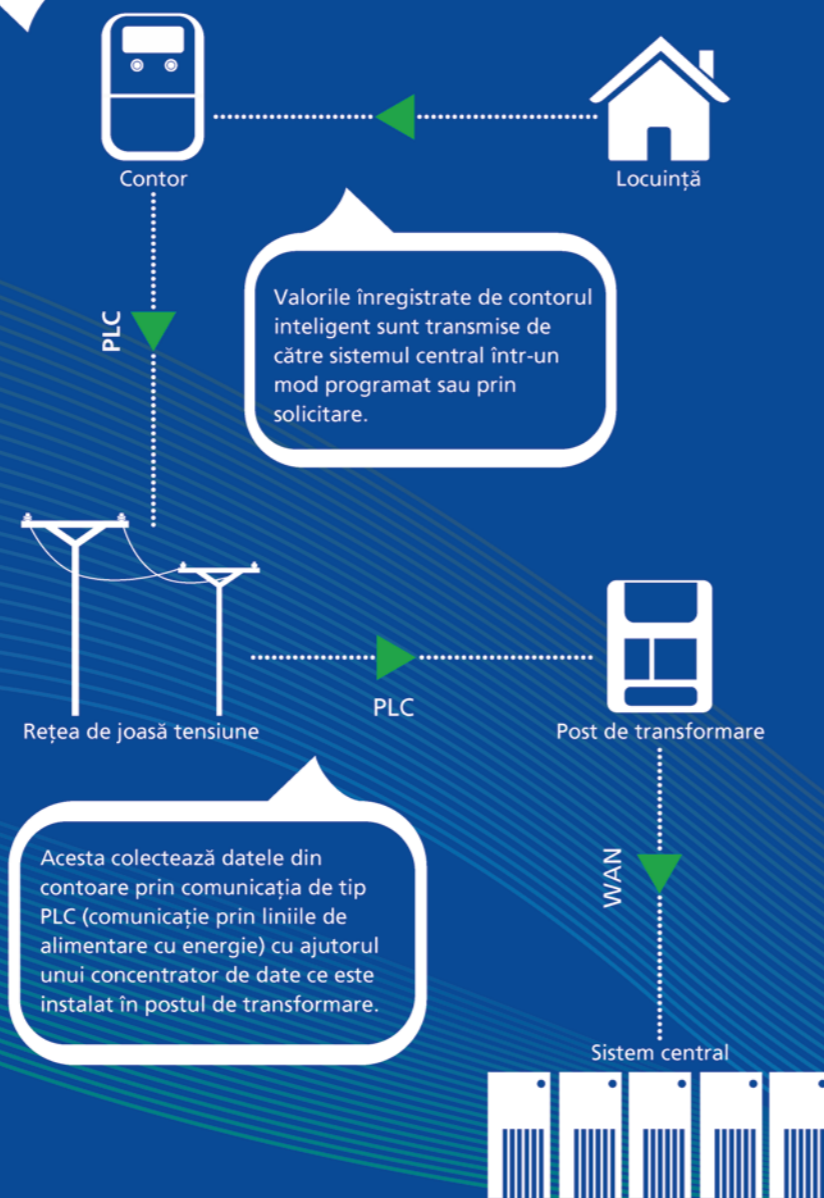 Contor
Locuință
PLC
Valorile înregistrate de contorul
inteligent sunt transmise de
către sistemul central într-un
mod programat sau prin
solicitare.
Rețea de joasă tensiune
PLC
Post de transformare
Acesta colectează datele din
contoare prin comunicația de tip
PLC (comunicație prin liniile de
alimentare cu energie) cu ajutorul
unui concentrator de date ce este
instalat în postul de transformare.
WAN
Sistem central